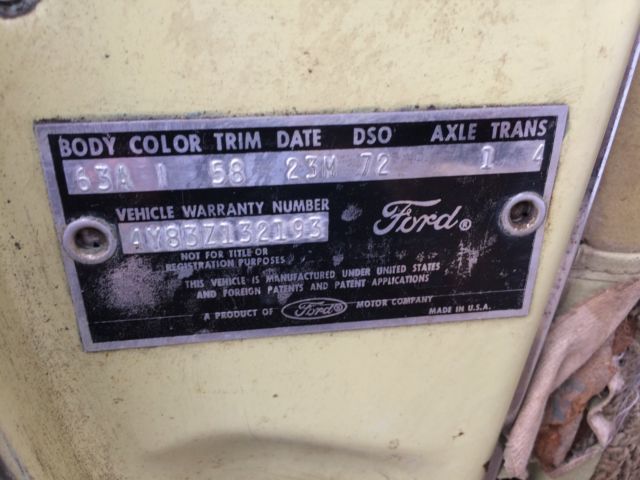 BODY COLOR TRIM DATE DSO AXLE TRANS
63A 1 58 23M 72 1 4
VEHICLE WARRANTY NUMBER
4Y83Z132193
Ford®
NOT FOR TITLE OR
REGISTRATION PURPOSES
THIS VEHICLE IS MANUFACTURED UNDER UNITED STATES
AND FOREIGN PATENTS AND PATENT APPLICATIONS
A PRODUCT OF Ford® MOTOR COMPANY
MADE IN U.S.A.